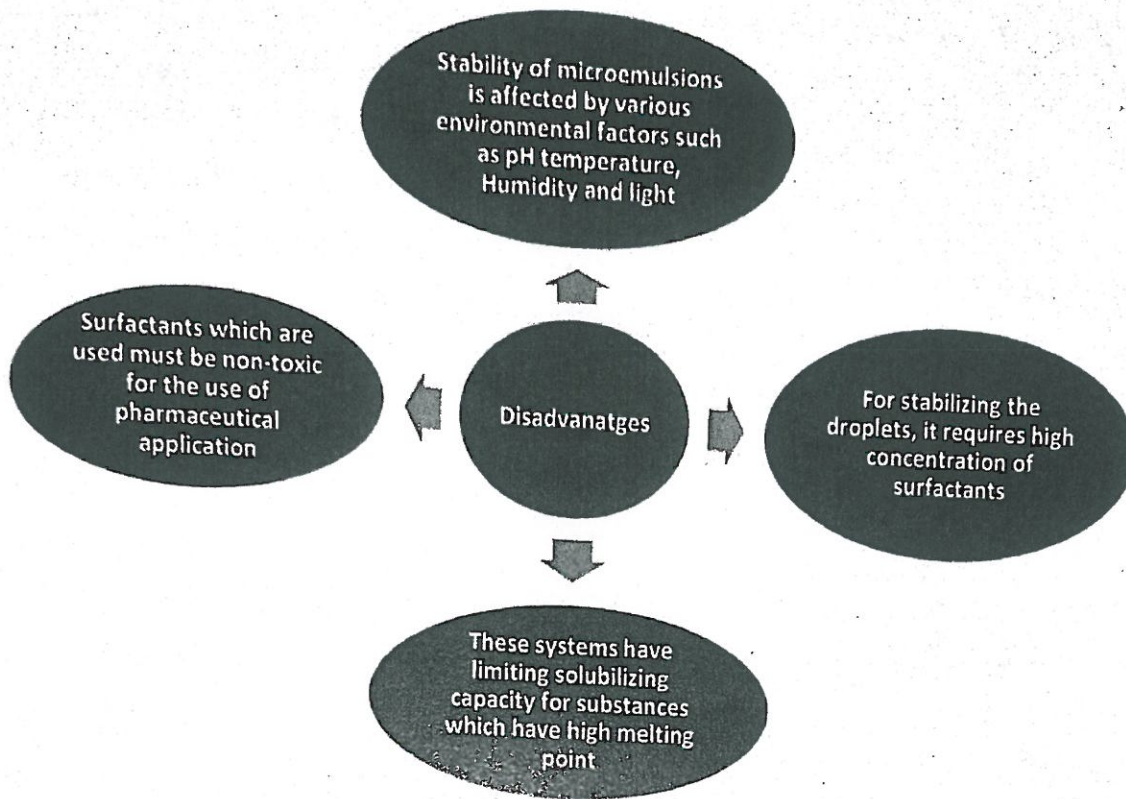 Stability of microemulsions
is affected by various
environmental factors such
as pH temperature,
Humidity and light
Surfactants which are
used must be non-toxic
for the use of
pharmaceutical
application
Disadvanatges
For stabilizing the
droplets, it requires high
concentration of
surfactants
These systems have
limiting solubilizing
capacity for substances
which have high melting
point